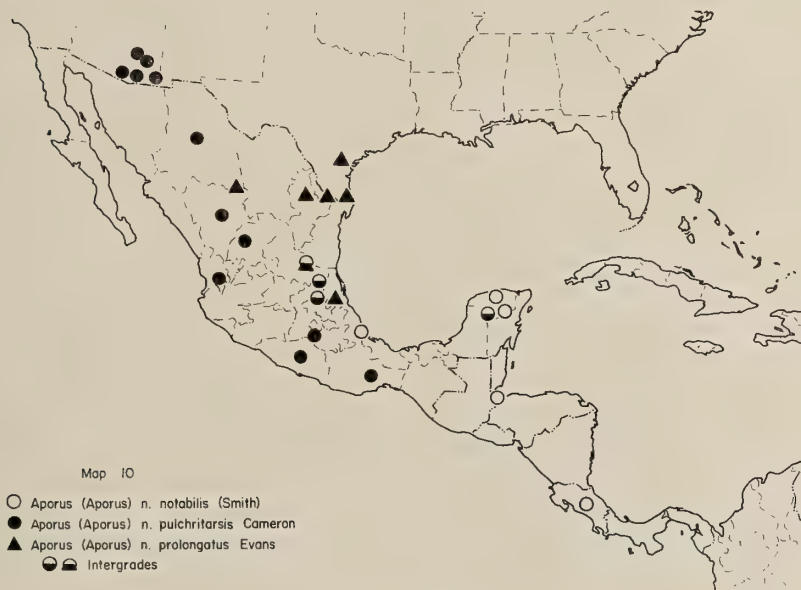 Map 10
Aporus (Aporus) n. notabilis (Smith)
Aporus (Aporus) n. pulchritarsis Cameron
Aporus (Aporus) n. prolongatus Evans
Intergrades